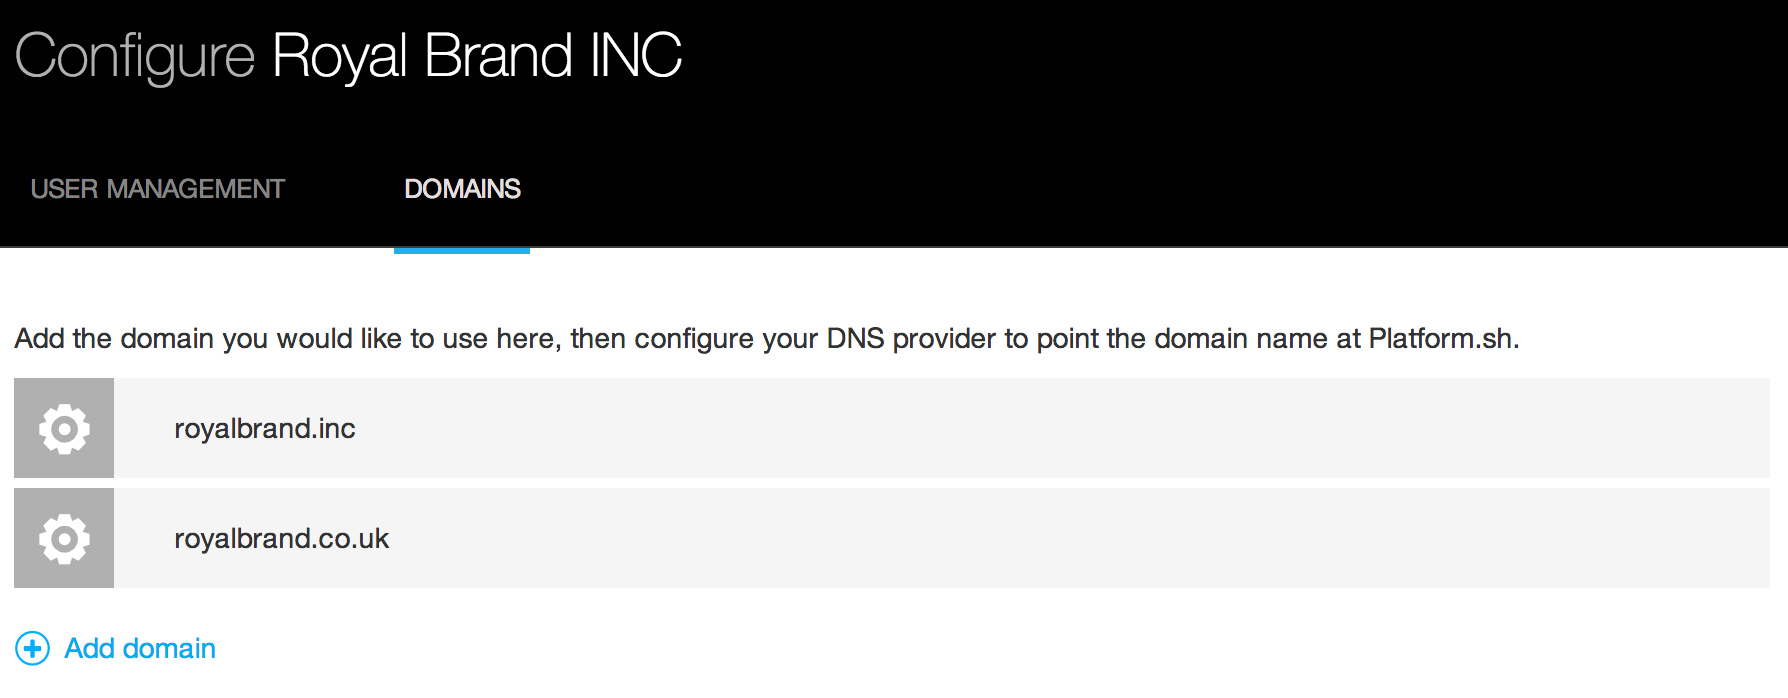 Configure Royal Brand INC
USER MANAGEMENT DOMAINS
Add the domain you would like to use here, then configure your DNS provider to point the domain name at Platform.sh.
royalbrand.inc
royalbrand.co.uk
Add domain